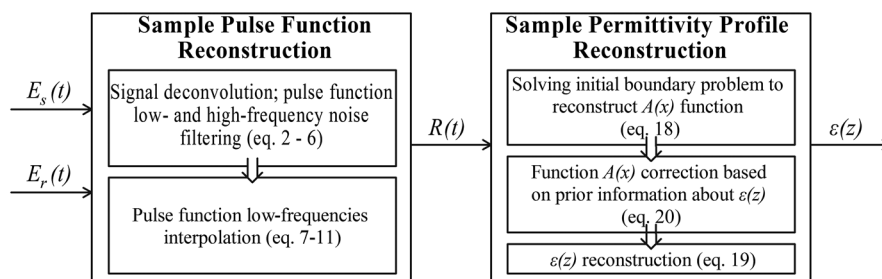 Sample Pulse Function
Reconstruction
Sample Permittivity Profile
Reconstruction
E_s(t)
E_r(t)
Signal deconvolution; pulse function
low- and high-frequency noise
filtering (eq. 2 - 6)
Pulse function low-frequencies
interpolation (eq. 7-11)
R(t)
Solving initial boundary problem to
reconstruct A(x) function
(eq. 18)
Function A(x) correction based
on prior information about ε(z)
(eq. 20)
ε(z) reconstruction (eq. 19)
ε(z)